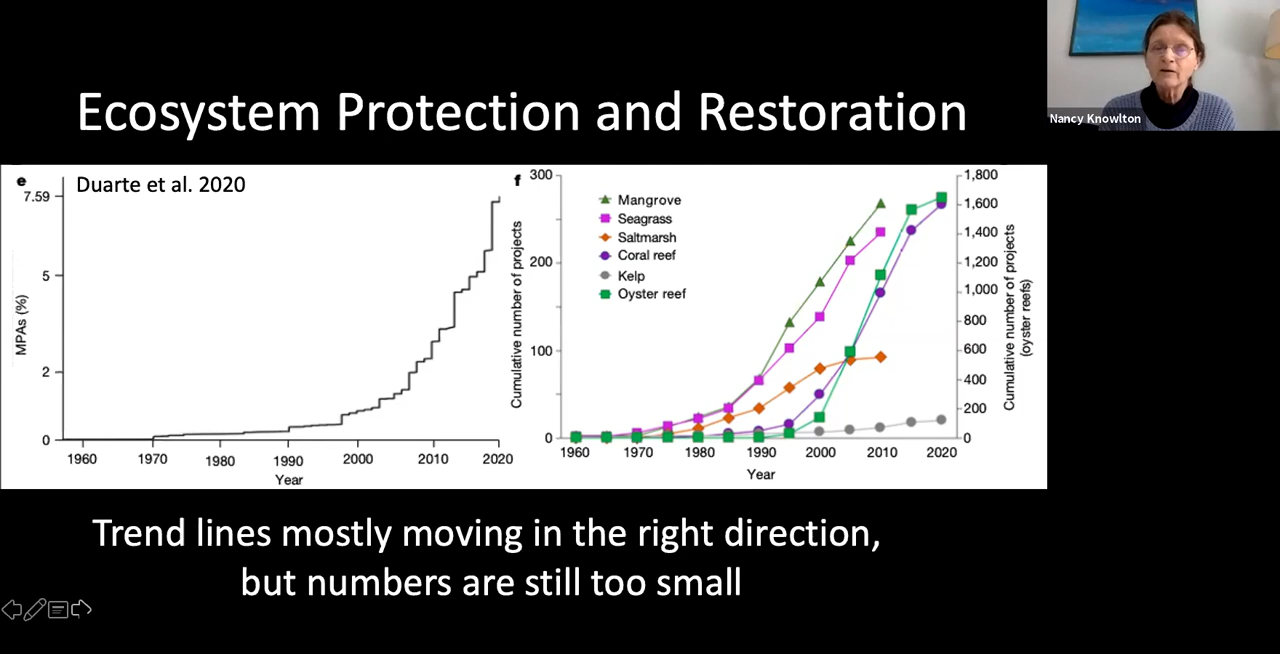 Ecosystem Protection and Restoration
Nancy Knowlton
e
Duarte et al. 2020
7.59
5
2
0
MPAs (%)
1960
1970
1980
1990
2000
2010
2020
Year
f
300
200
100
0
Cumulative number of projects
Mangrove
Seagrass
Saltmarsh
Coral reef
Kelp
Oyster reef
1,800
1,600
1,400
1,200
1,000
800
600
400
200
0
Cumulative number of projects
(oyster reefs)
1960
1970
1980
1990
2000
2010
2020
Year
Trend lines mostly moving in the right direction,
but numbers are still too small